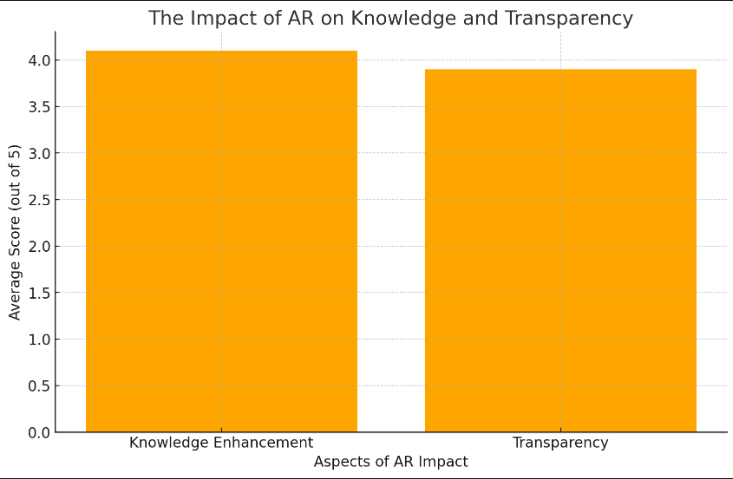 The Impact of AR on Knowledge and Transparency
Average Score (out of 5)
4.0
3.5
3.0
2.5
2.0
1.5
1.0
0.5
0.0
Knowledge Enhancement
Transparency
Aspects of AR Impact